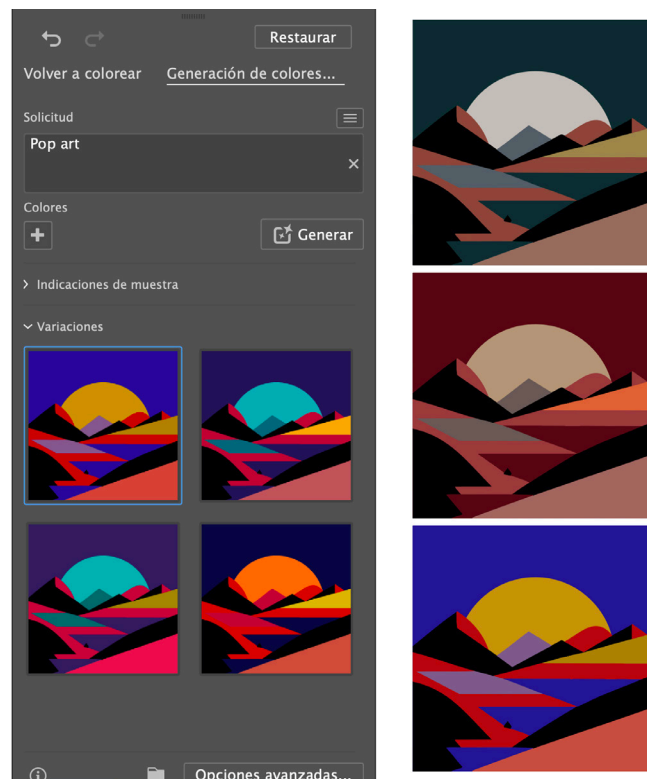 Restaurar
Volver a colorear
Generación de colores...
Solicitud
Pop art
Colores
Generar
Indicaciones de muestra
Variaciones
Opciones avanzadas...